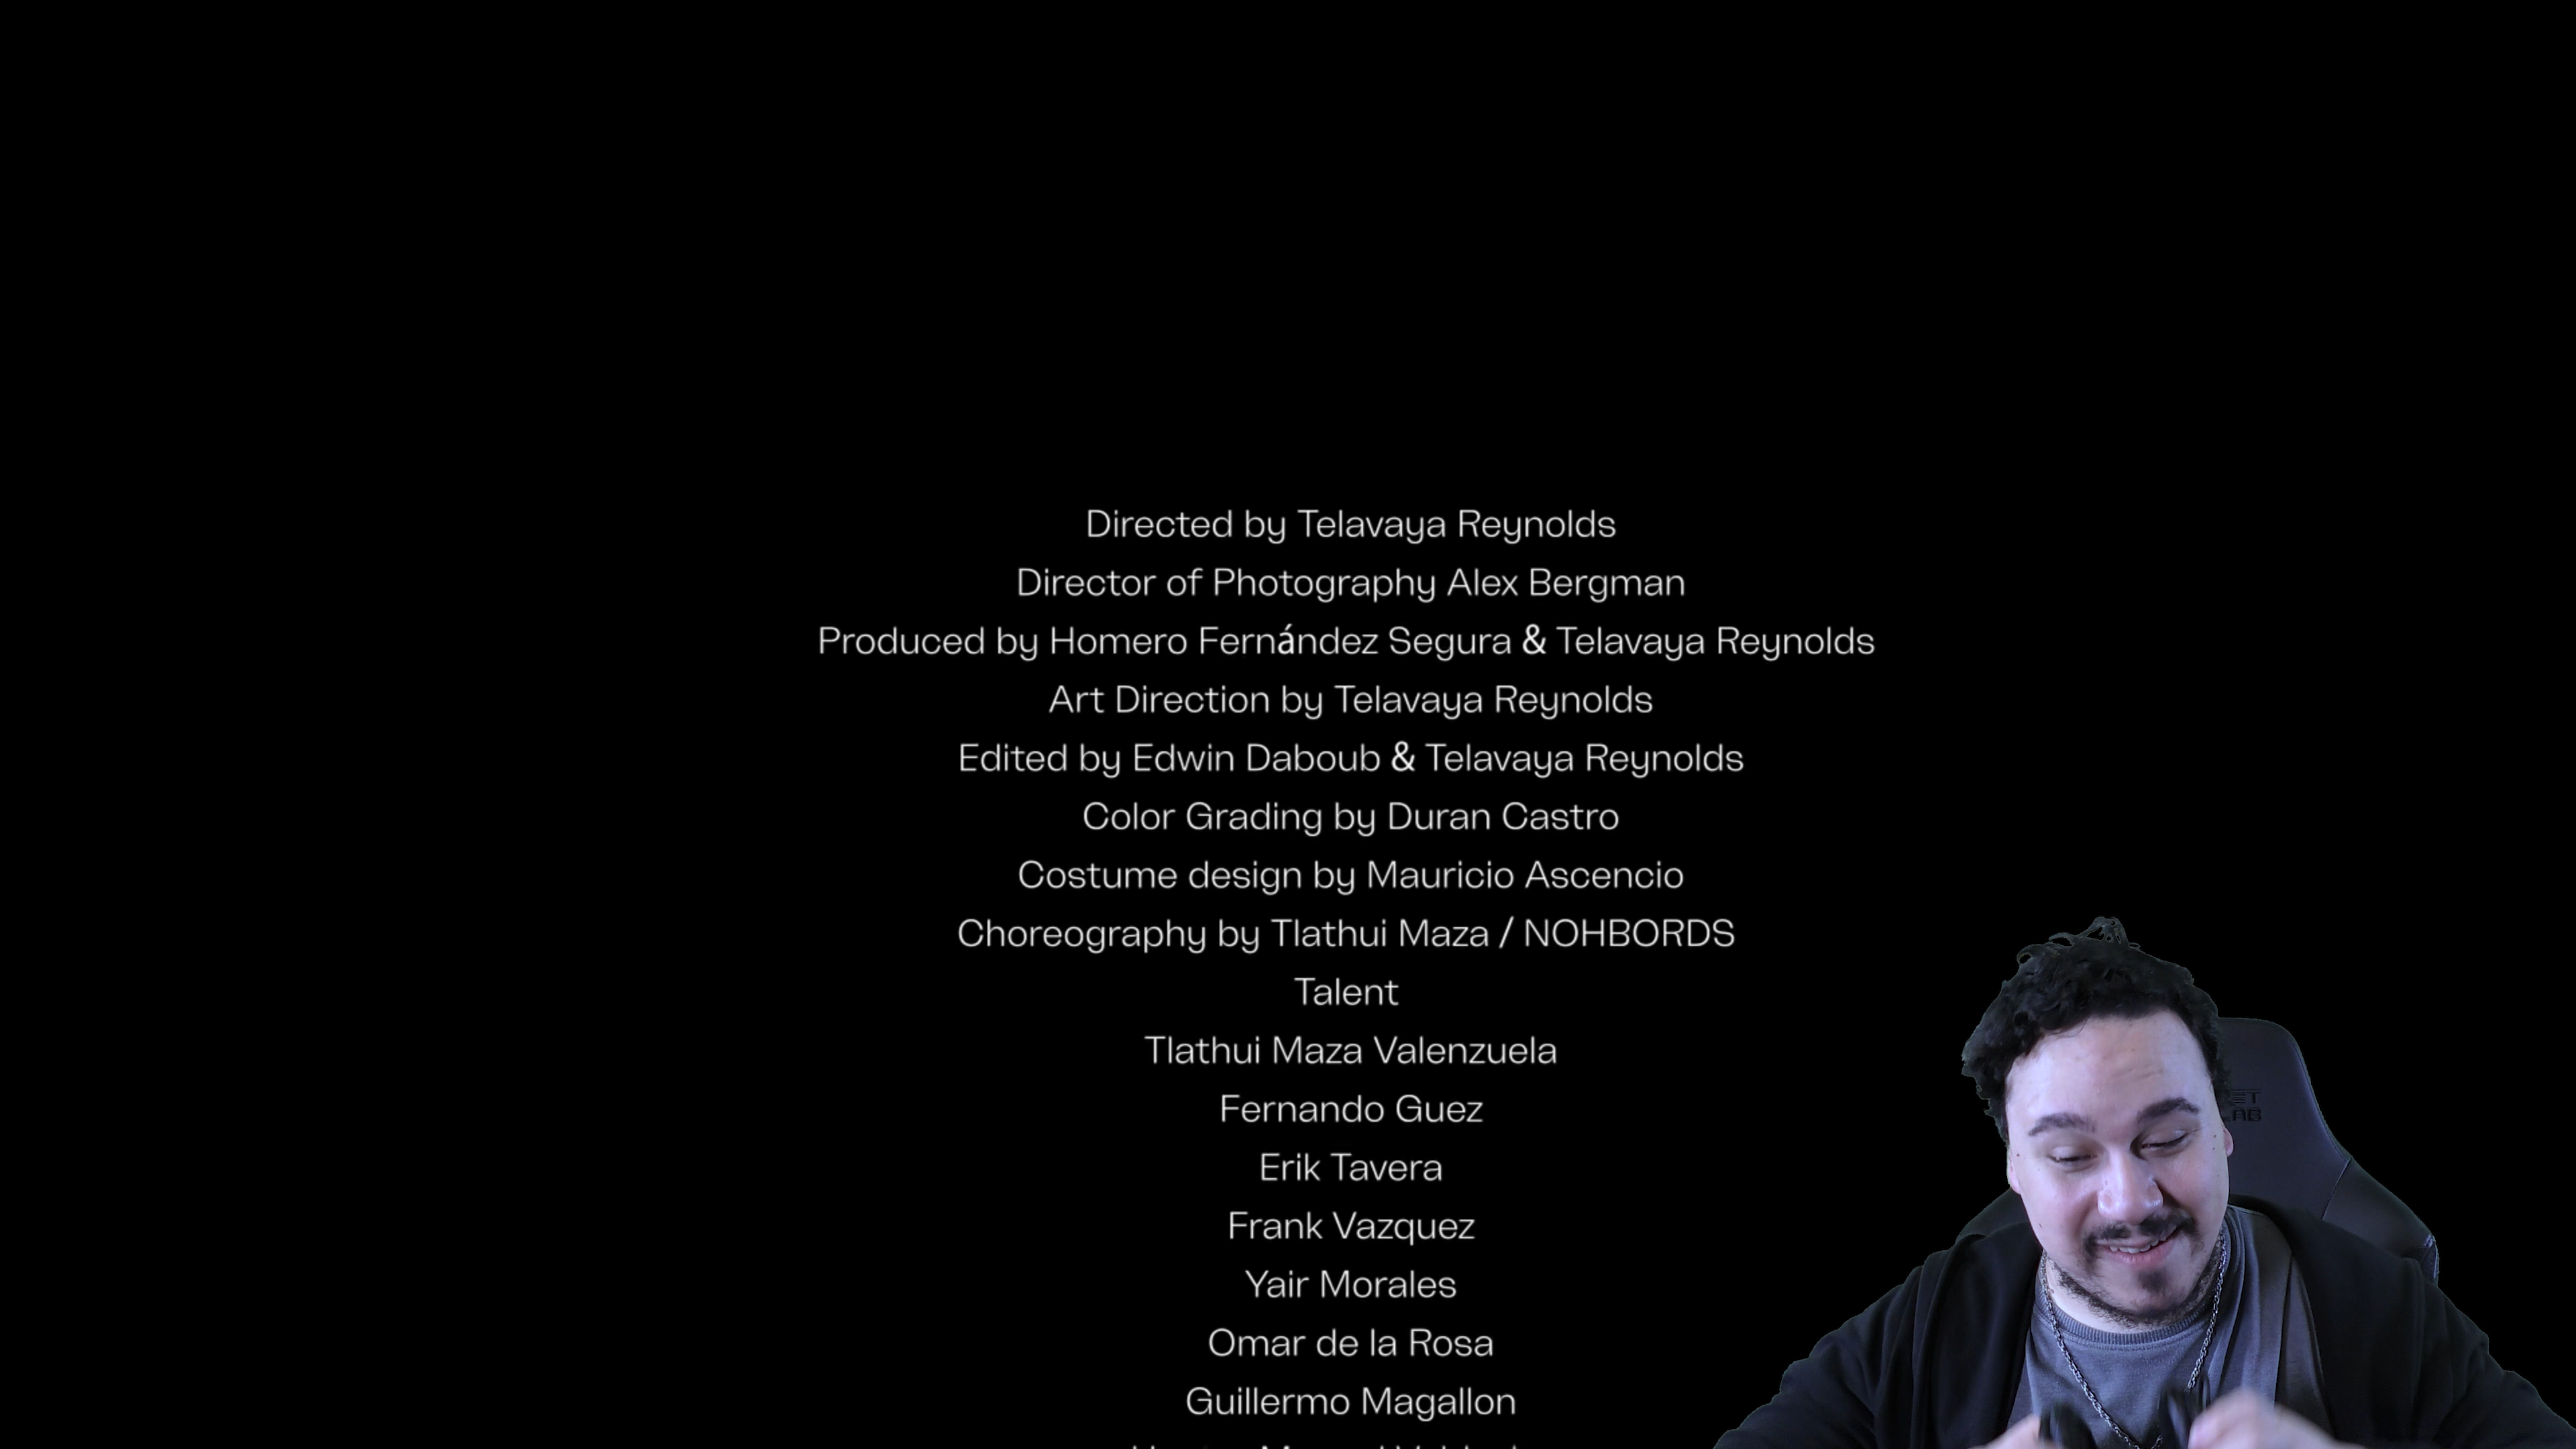 Directed by Telavaya Reynolds
Director of Photography Alex Bergman
Produced by Homero Fernández Segura & Telavaya Reynolds
Art Direction by Telavaya Reynolds
Edited by Edwin Daboub & Telavaya Reynolds
Color Grading by Duran Castro
Costume design by Mauricio Ascencio
Choreography by Tlathui Maza / NOHBORDS
Talent
Tlathui Maza Valenzuela
Fernando Guez
Erik Tavera
Frank Vazquez
Yair Morales
Omar de la Rosa
Guillermo Magallon